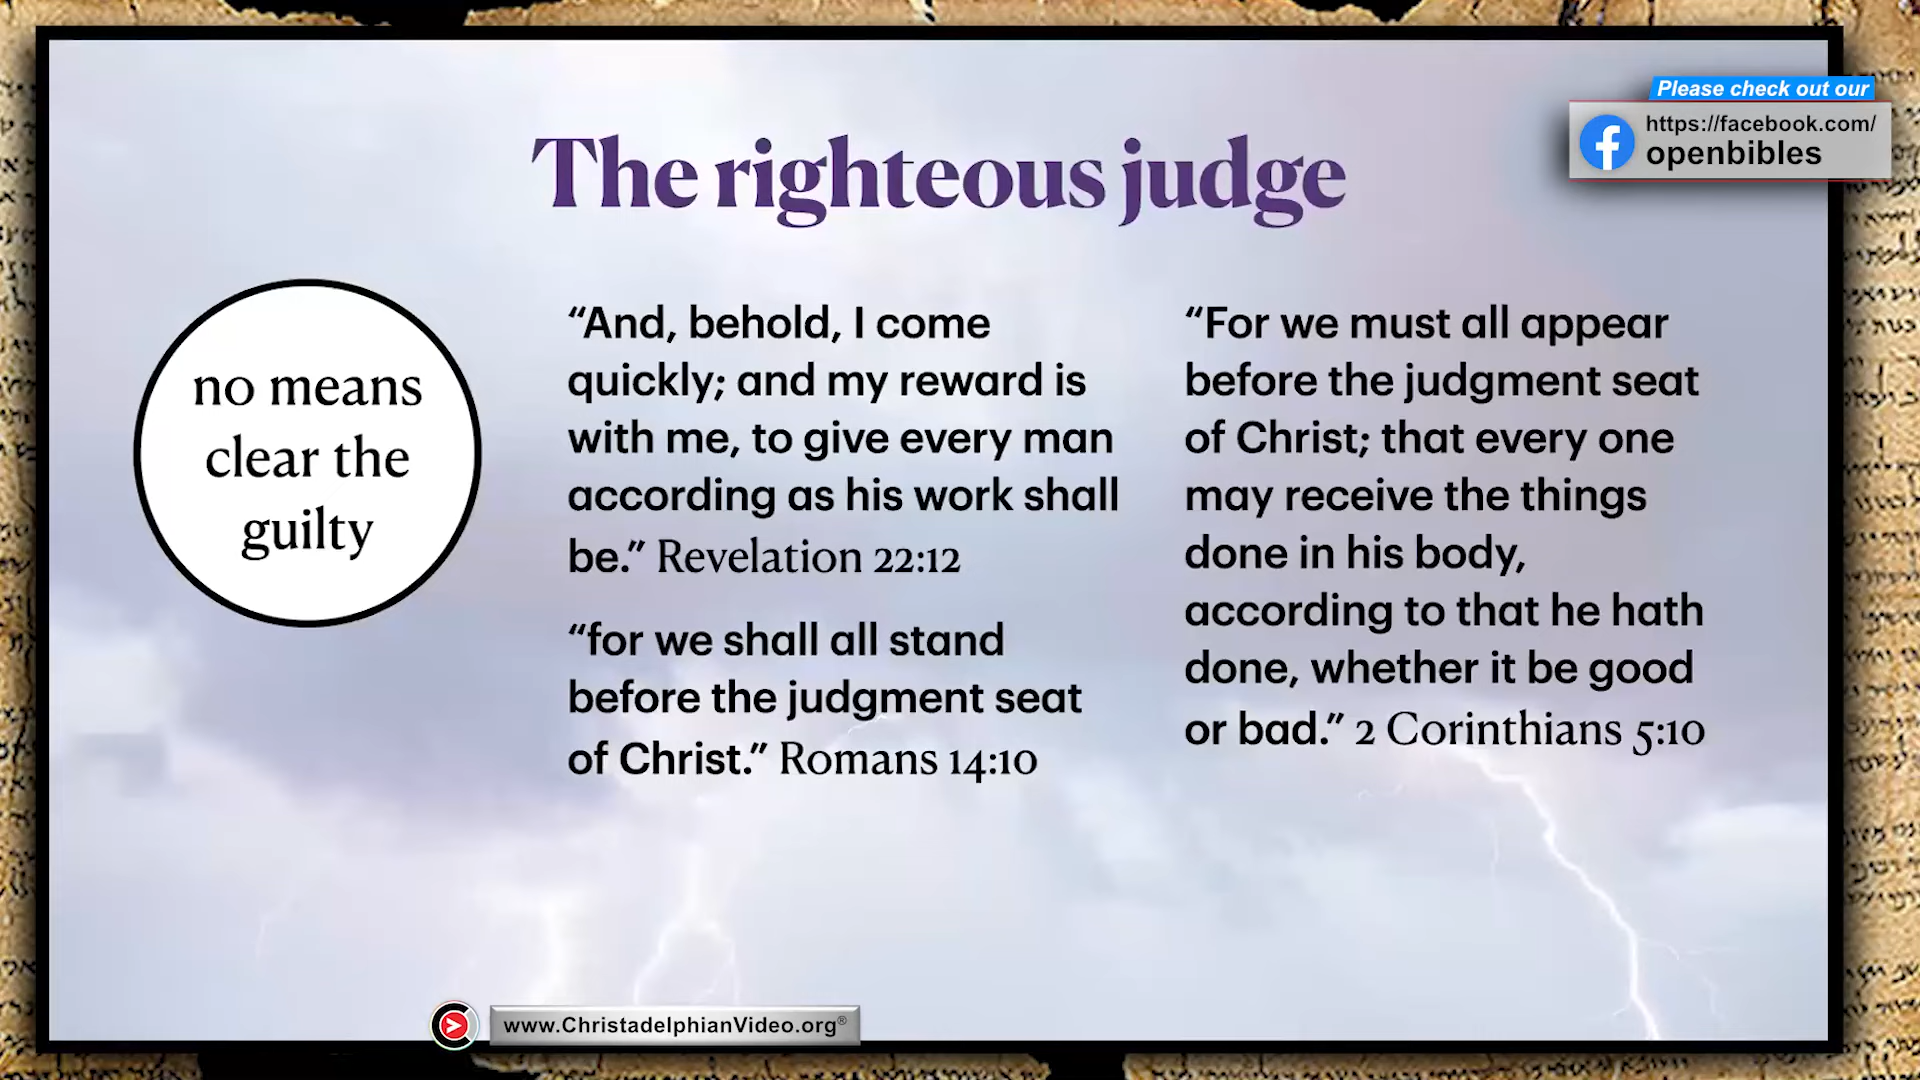 Please check out our
https://facebook.com/
openbibles
The righteous judge
no means
clear the
guilty
“And, behold, I come
quickly; and my reward is
with me, to give every man
according as his work shall
be.” Revelation 22:12
“for we shall all stand
before the judgment seat
of Christ.” Romans 14:10
“For we must all appear
before the judgment seat
of Christ; that every one
may receive the things
done in his body,
according to that he hath
done, whether it be good
or bad.” 2 Corinthians 5:10
www.ChristadelphianVideo.org®